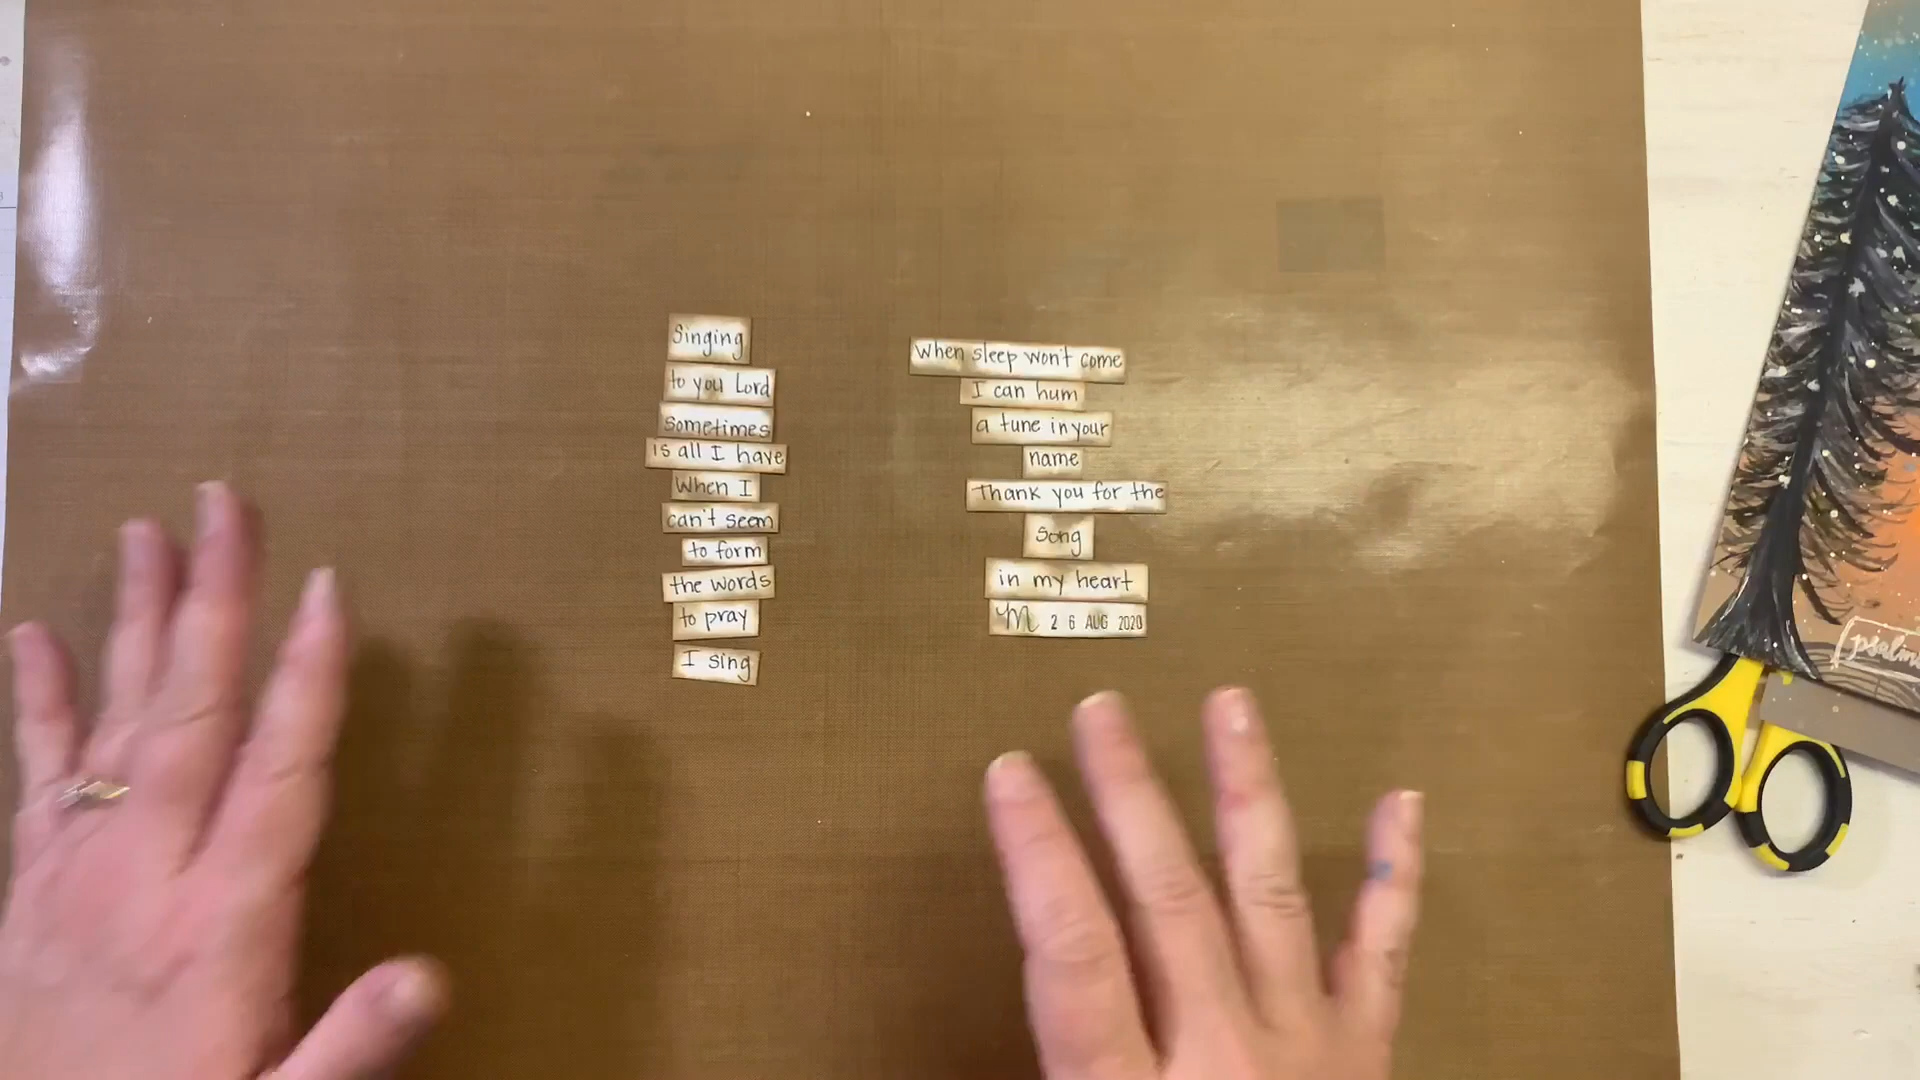 Singing
to you Lord
sometimes
is all I have
When I
can't seem
to form
the words
to pray
I sing
When sleep won't come
I can hum
a tune in your
name
Thank you for the
song
in my heart
M 26 AUG 2020